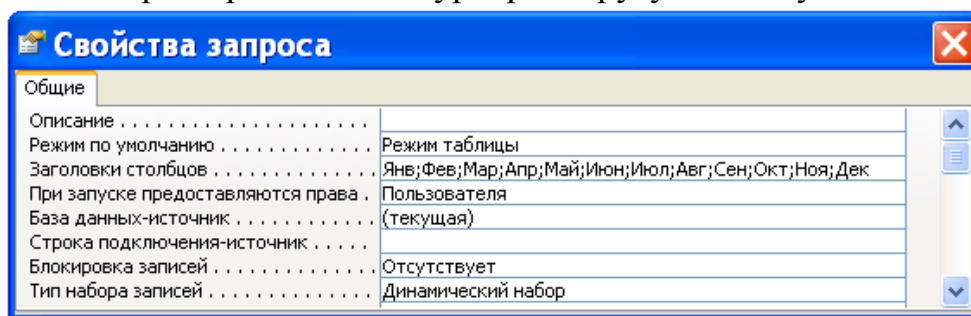 Свойства запроса
Общие
Описание . . . . . . . . . . . . . . . . . . . . .
Режим по умолчанию . . . . . . . . . . . . . Режим таблицы
Заголовки столбцов . . . . . . . . . . . . . . . Янв;Фев;Мар;Апр;Май;Июн;Июл;Авг;Сен;Окт;Ноя;Дек
При запуске предоставляются права . Пользователя
База данных-источник . . . . . . . . . . . . (текущая)
Строка подключения-источник . . . . .
Блокировка записей . . . . . . . . . . . . . . . Отсутствует
Тип набора записей . . . . . . . . . . . . . . . Динамический набор